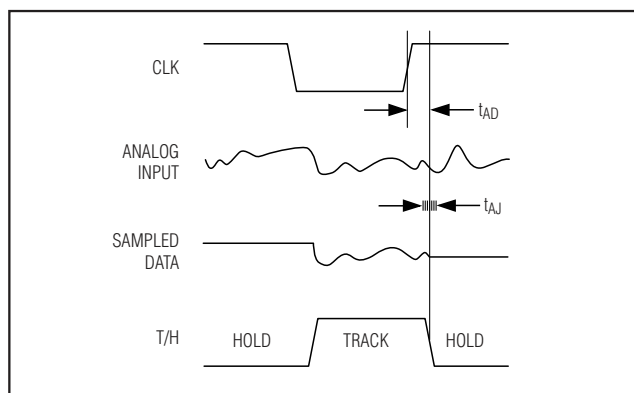 CLK
tAD
ANALOG
INPUT
tAJ
SAMPLED
DATA
T/H
HOLD
TRACK
HOLD